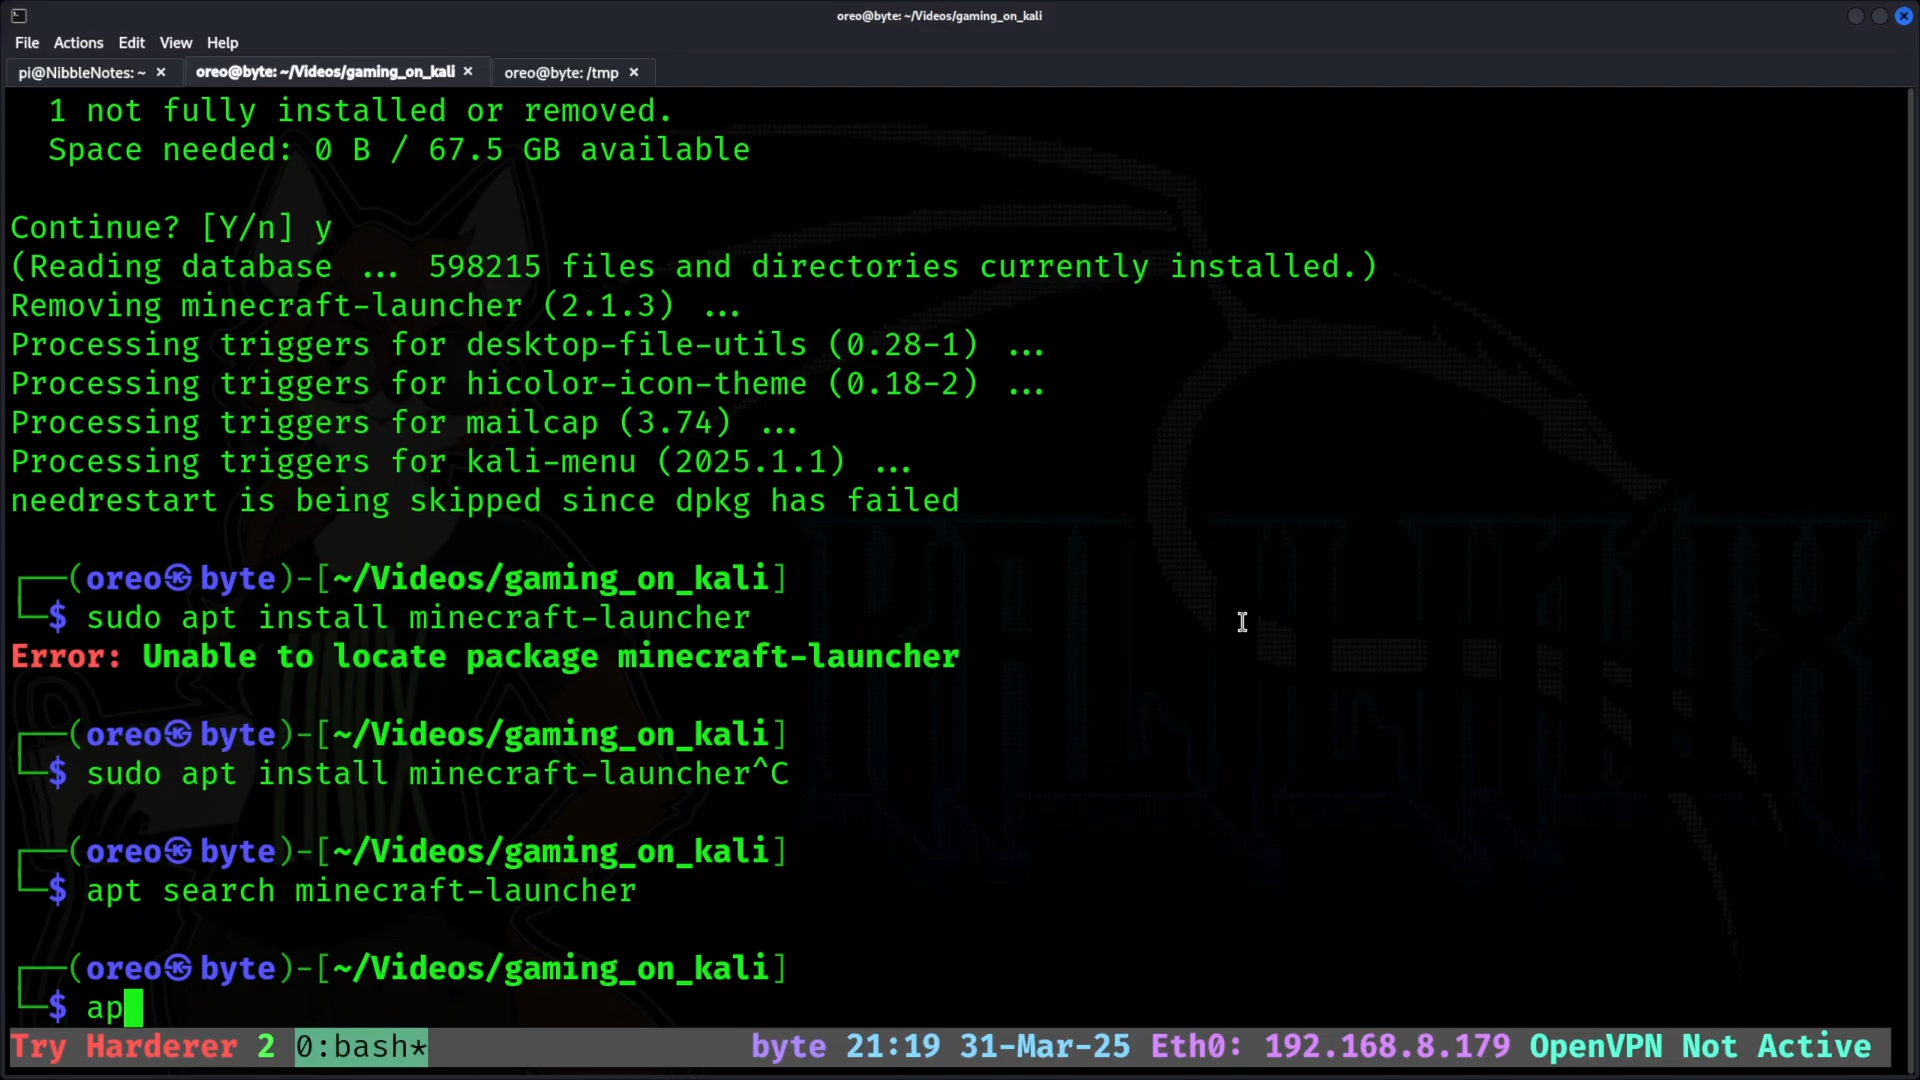 oreo@byte: ~/Videos/gaming_on_kali
File Actions Edit View Help
pi@NibbleNotes: ~ × oreo@byte: ~/Videos/gaming_on_kali × oreo@byte: /tmp ×
1 not fully installed or removed.
Space needed: 0 B / 67.5 GB available
Continue? [Y/n] y
(Reading database ... 598215 files and directories currently installed.)
Removing minecraft-launcher (2.1.3) ...
Processing triggers for desktop-file-utils (0.28-1) ...
Processing triggers for hicolor-icon-theme (0.18-2) ...
Processing triggers for mailcap (3.74) ...
Processing triggers for kali-menu (2025.1.1) ...
needrestart is being skipped since dpkg has failed
┌──(oreo㉿byte)-[~/Videos/gaming_on_kali]
└─$ sudo apt install minecraft-launcher
Error: Unable to locate package minecraft-launcher
┌──(oreo㉿byte)-[~/Videos/gaming_on_kali]
└─$ sudo apt install minecraft-launcher^C
┌──(oreo㉿byte)-[~/Videos/gaming_on_kali]
└─$ apt search minecraft-launcher
┌──(oreo㉿byte)-[~/Videos/gaming_on_kali]
└─$ ap
Try Harderer 2 0:bash* byte 21:19 31-Mar-25 Eth0: 192.168.8.179 OpenVPN Not Active